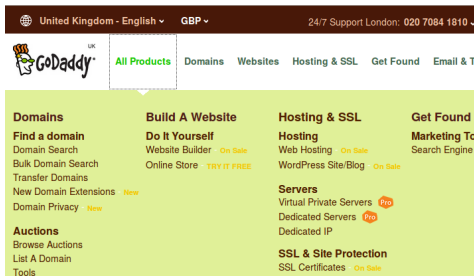 United Kingdom - English GBP 24/7 Support London: 020 7084 1810
GoDaddy UK
All Products Domains Websites Hosting & SSL Get Found Email &
Domains
Find a domain
Domain Search
Bulk Domain Search
Transfer Domains
New Domain Extensions New
Domain Privacy New
Auctions
Browse Auctions
List A Domain
Tools
Build A Website
Do It Yourself
Website Builder On Sale
Online Store TRY IT FREE
Hosting & SSL
Hosting
Web Hosting On Sale
WordPress Site/Blog On Sale
Servers
Virtual Private Servers Pro
Dedicated Servers Pro
Dedicated IP
SSL & Site Protection
SSL Certificates On Sale
Get Found
Marketing To
Search Engine